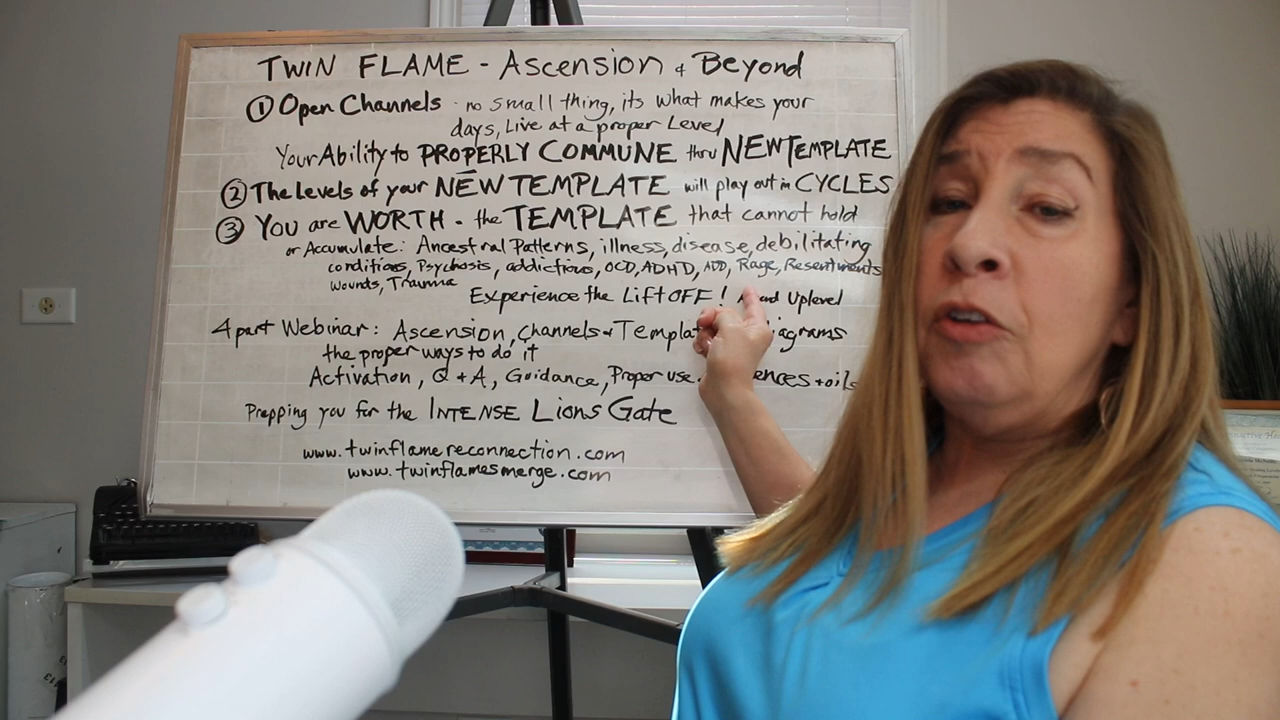 TWIN FLAME - Ascension & Beyond
① Open Channels - no small thing, its what makes your
days, Live at a proper Level
Your Ability to PROPERLY COMMUNE thru NEW TEMPLATE
② The Levels of your NEW TEMPLATE will play out in CYCLES
③ You are WORTH - the TEMPLATE that cannot hold
or Accumulate: Ancestral Patterns, illness, disease, debilitating
conditions, Psychosis, addictions, OCD, ADHD, ADD, Rage, Resentments
wounds, Trauma
Experience the LiftOFF! Uplevel
4 part Webinar: Ascension, Channels &
the proper ways to do it
Activation, Q + A, Guidance, Proper use
Prepping you for the INTENSE Lions Gate
www.twinflamereconnection.com
www.twinflamesmerge.com